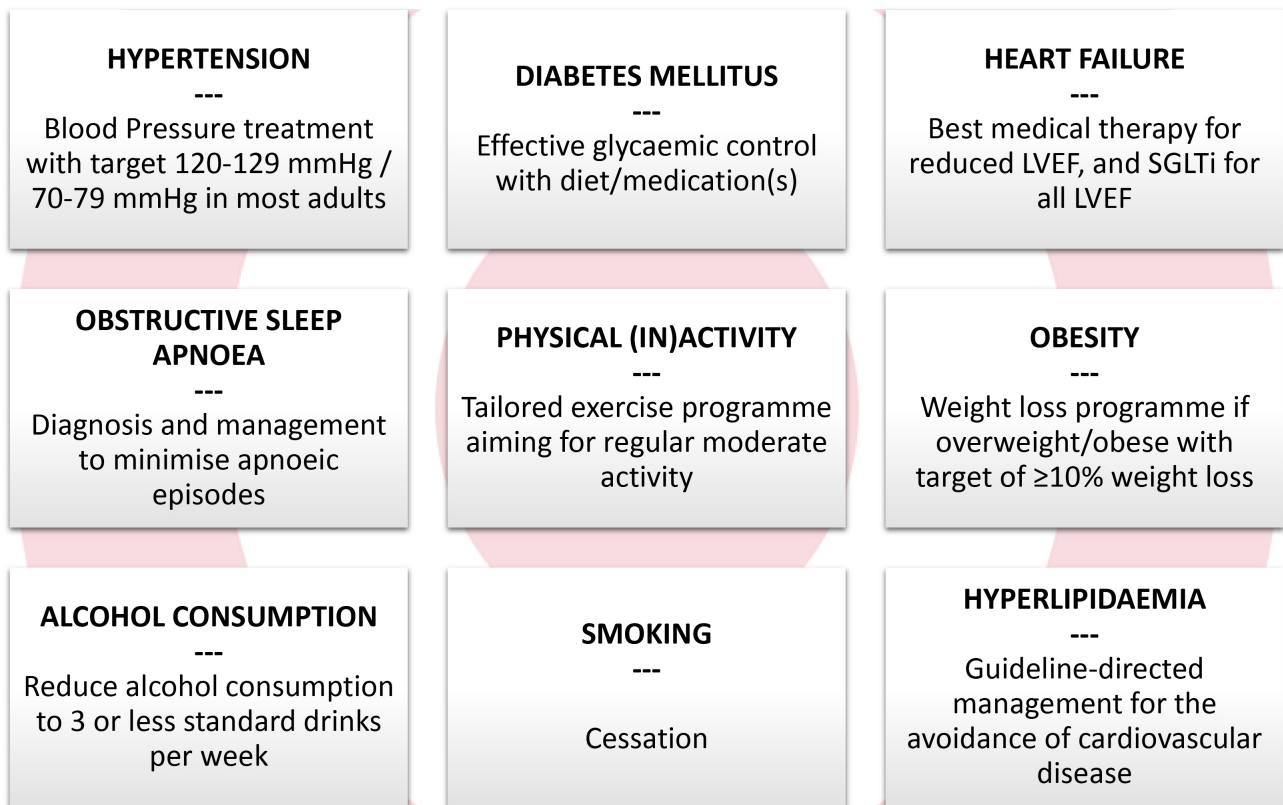 HYPERTENSION
---
Blood Pressure treatment
with target 120-129 mmHg /
70-79 mmHg in most adults
DIABETES MELLITUS
---
Effective glycaemic control
with diet/medication(s)
HEART FAILURE
---
Best medical therapy for
reduced LVEF, and SGLTi for
all LVEF
OBSTRUCTIVE SLEEP
APNOEA
---
Diagnosis and management
to minimise apnoeic
episodes
PHYSICAL (IN)ACTIVITY
---
Tailored exercise programme
aiming for regular moderate
activity
OBESITY
---
Weight loss programme if
overweight/obese with
target of ≥10% weight loss
ALCOHOL CONSUMPTION
---
Reduce alcohol consumption
to 3 or less standard drinks
per week
SMOKING
---
Cessation
HYPERLIPIDAEMIA
---
Guideline-directed
management for the
avoidance of cardiovascular
disease